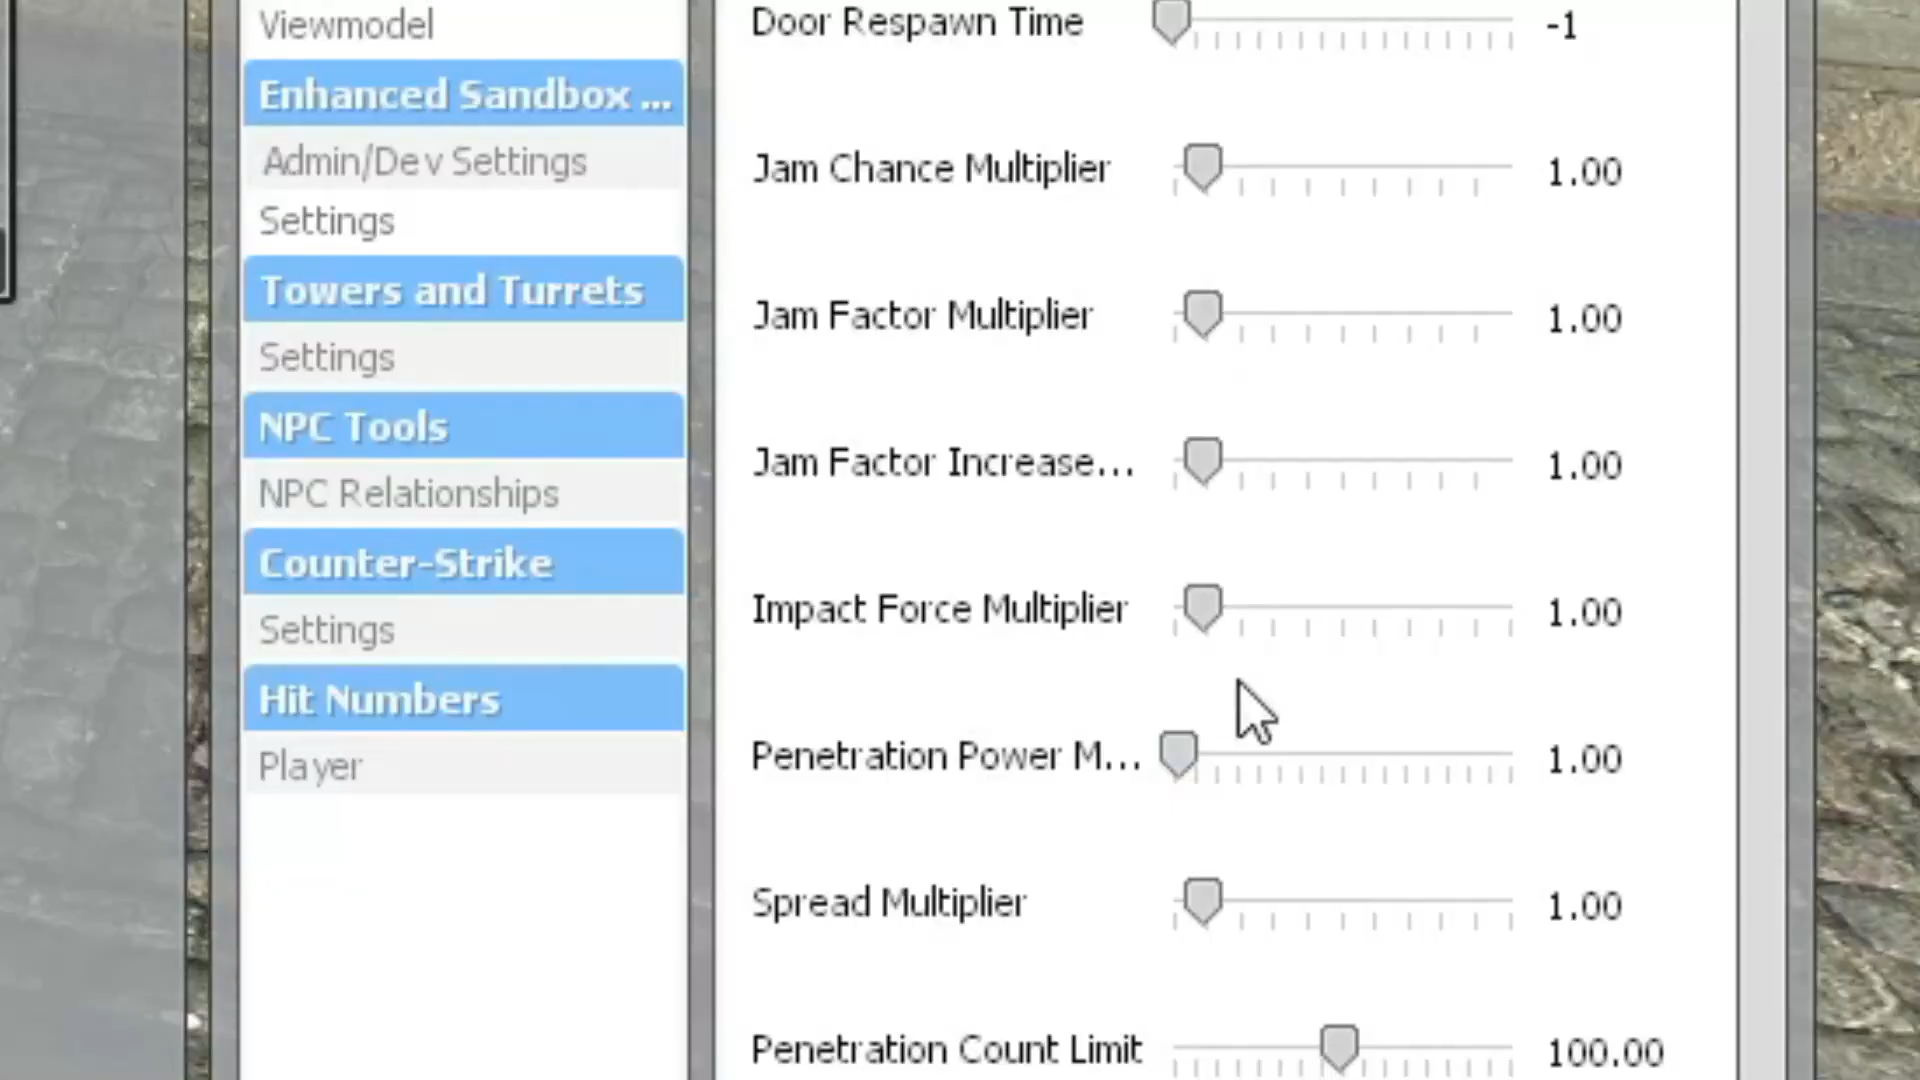 Viewmodel
Enhanced Sandbox ...
Admin/Dev Settings
Settings
Towers and Turrets
Settings
NPC Tools
NPC Relationships
Counter-Strike
Settings
Hit Numbers
Player
Door Respawn Time -1
Jam Chance Multiplier 1.00
Jam Factor Multiplier 1.00
Jam Factor Increase... 1.00
Impact Force Multiplier 1.00
Penetration Power M... 1.00
Spread Multiplier 1.00
Penetration Count Limit 100.00